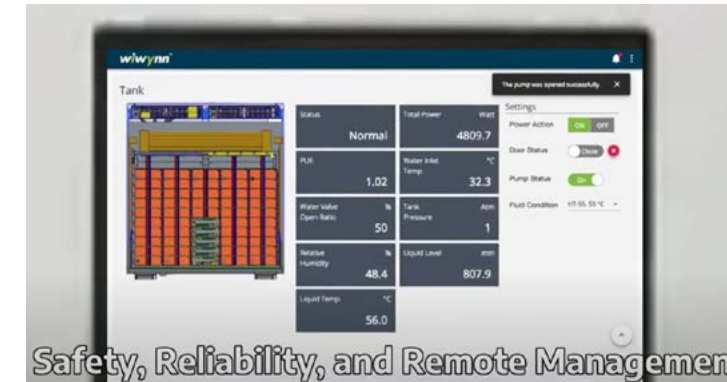 wiwynn
The pump was opened successfully. X
Tank
Settings
Status
Normal
Total Power Watt
4809.7
Power Action ON OFF
PUE
1.02
Water Inlet Temp. °C
32.3
Door Status Close
Pump Status On
Water Valve Open Ratio %
50
Tank Pressure Atm
1
Fluid Condition HT-55, 55 °C
Relative Humidity %
48.4
Liquid Level mm
807.9
Liquid Temp. °C
56.0
Safety, Reliability, and Remote Managemen